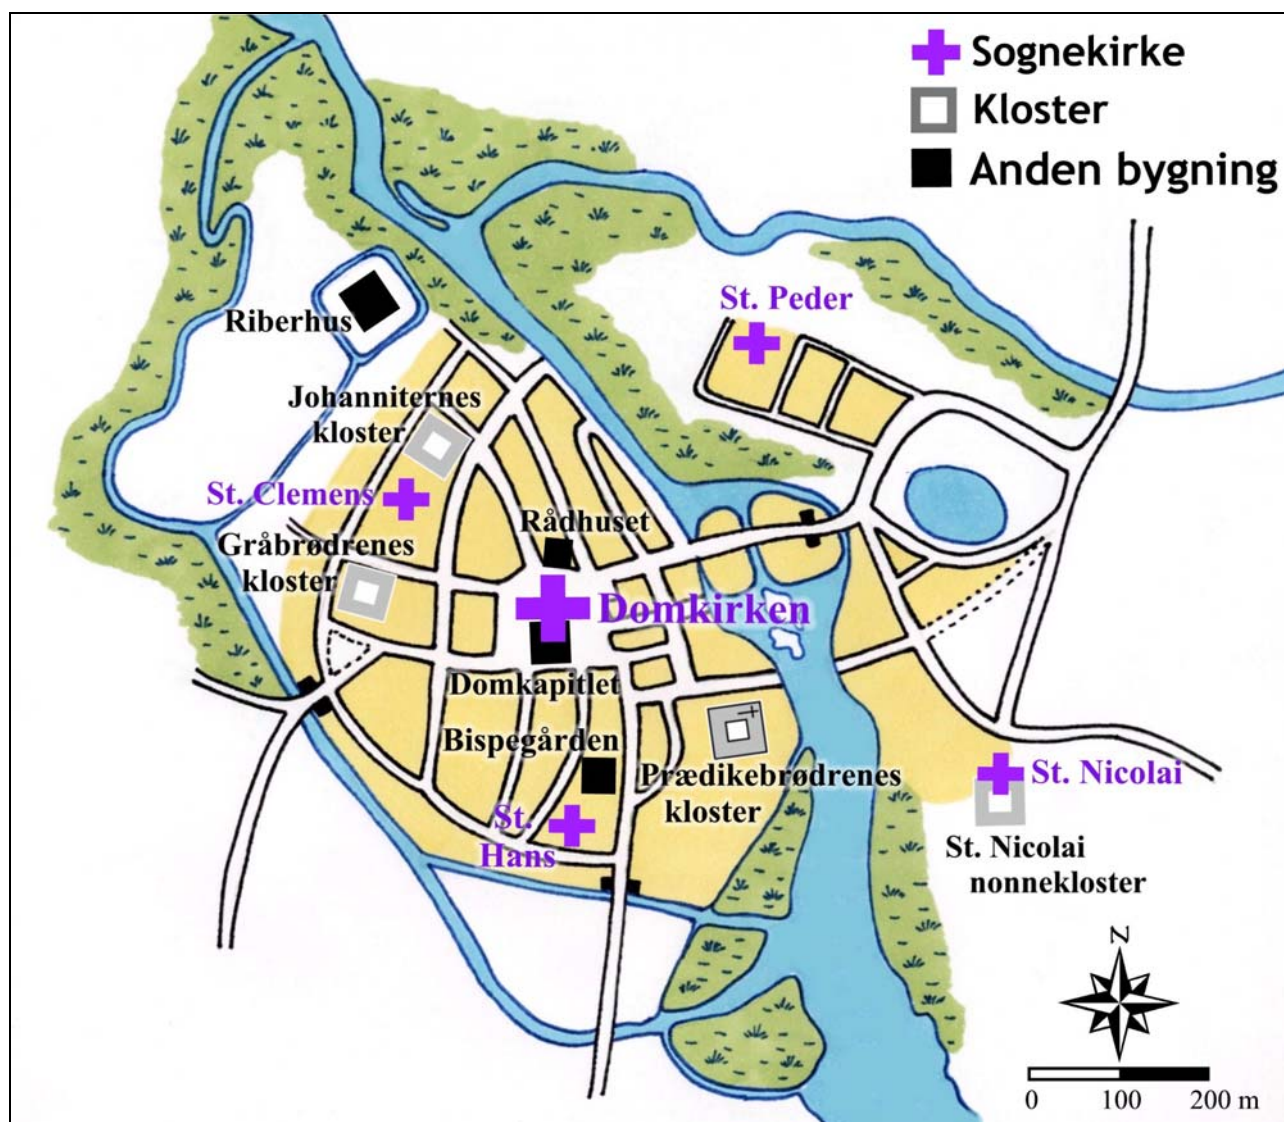 Sognekirke
Kloster
Anden bygning
St. Peder
Riberhus
Johanniternes
kloster
St. Clemens
Rådhuset
Gråbrødrenes
kloster
Domkirken
Domkapitlet
Bispegården
Prædikebrødrenes
kloster
St. Nicolai
St.
Hans
St. Nicolai
nonnekloster
N
0 100 200 m